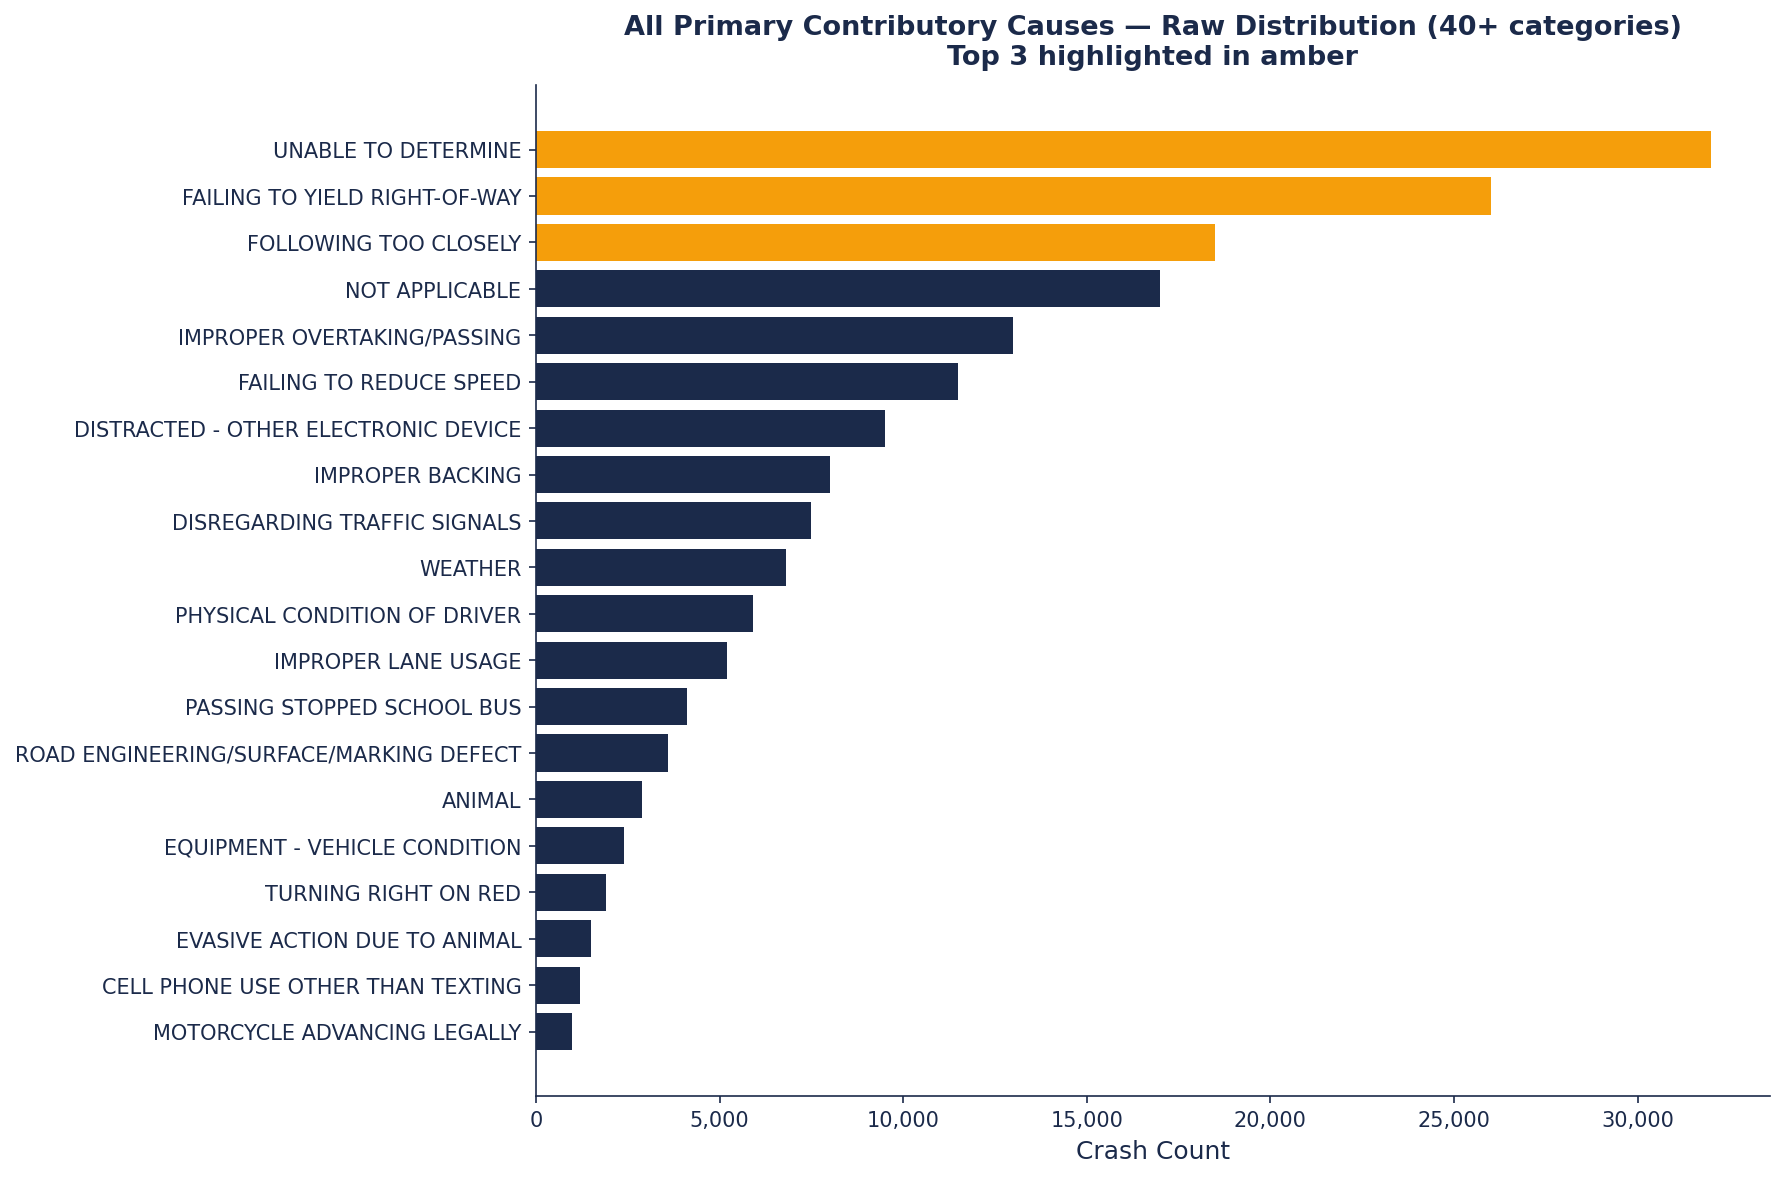 All Primary Contributory Causes — Raw Distribution (40+ categories)
Top 3 highlighted in amber
UNABLE TO DETERMINE
FAILING TO YIELD RIGHT-OF-WAY
FOLLOWING TOO CLOSELY
NOT APPLICABLE
IMPROPER OVERTAKING/PASSING
FAILING TO REDUCE SPEED
DISTRACTED - OTHER ELECTRONIC DEVICE
IMPROPER BACKING
DISREGARDING TRAFFIC SIGNALS
WEATHER
PHYSICAL CONDITION OF DRIVER
IMPROPER LANE USAGE
PASSING STOPPED SCHOOL BUS
ROAD ENGINEERING/SURFACE/MARKING DEFECT
ANIMAL
EQUIPMENT - VEHICLE CONDITION
TURNING RIGHT ON RED
EVASIVE ACTION DUE TO ANIMAL
CELL PHONE USE OTHER THAN TEXTING
MOTORCYCLE ADVANCING LEGALLY
0 5,000 10,000 15,000 20,000 25,000 30,000
Crash Count